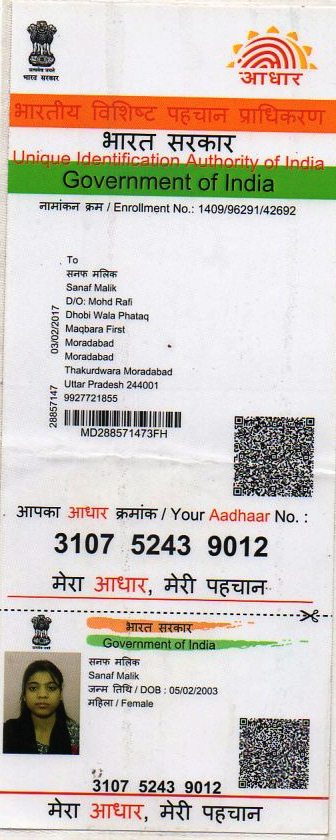 सत्यमेव जयते
भारत सरकार
आधार
भारतीय विशिष्ट पहचान प्राधिकरण
भारत सरकार
Unique Identification Authority of India
Government of India
नामांकन क्रम / Enrollment No.: 1409/96291/42692
To
सनफ मलिक
Sanaf Malik
D/O: Mohd Rafi
Dhobi Wala Phataq
Maqbara First
Moradabad
Moradabad
Thakurdwara Moradabad
Uttar Pradesh 244001
9927721855
03/02/2017
28857147
MD288571473FH
आपका आधार क्रमांक / Your Aadhaar No. :
3107 5243 9012
मेरा आधार, मेरी पहचान
भारत सरकार
Government of India
सनफ मलिक
Sanaf Malik
जन्म तिथि / DOB : 05/02/2003
महिला / Female
3107 5243 9012
मेरा आधार, मेरी पहचान